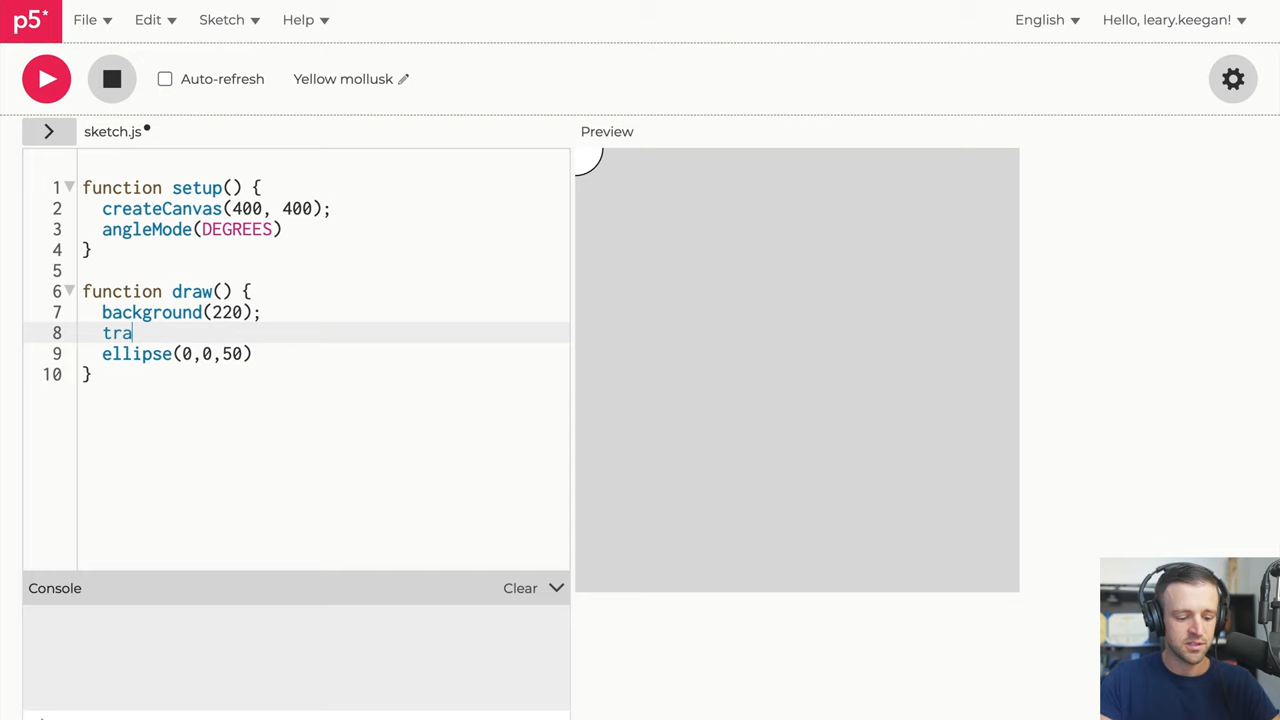 p5*
File Edit Sketch Help English Hello, leary.keegan!
Auto-refresh Yellow mollusk
sketch.js
Preview
1 function setup() {
2 createCanvas(400, 400);
3 angleMode(DEGREES)
4 }
5
6 function draw() {
7 background(220);
8 tra
9 ellipse(0,0,50)
10 }
Console Clear